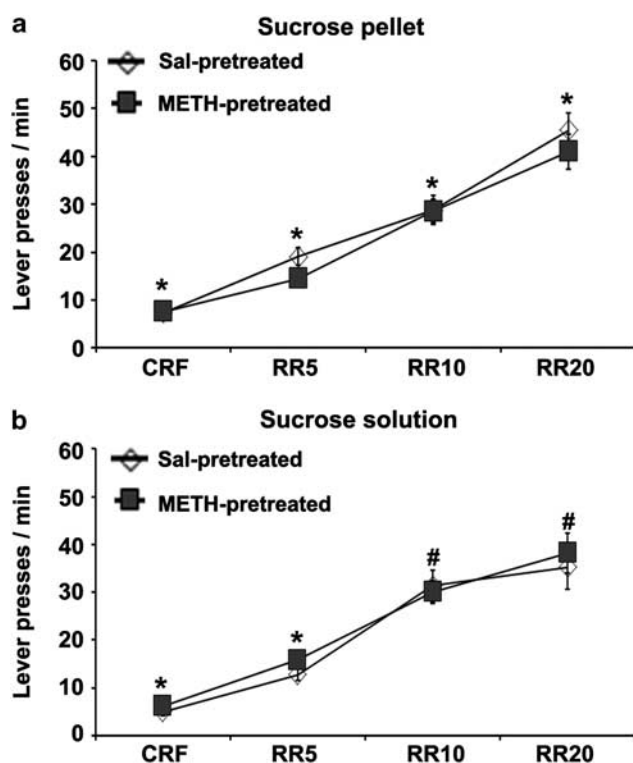 a
Sucrose pellet
60
50
40
30
20
10
0
Lever presses / min
Sal-pretreated
METH-pretreated
*
*
*
*
CRF RR5 RR10 RR20
b
Sucrose solution
60
50
40
30
20
10
0
Lever presses / min
Sal-pretreated
METH-pretreated
*
*
#
#
CRF RR5 RR10 RR20